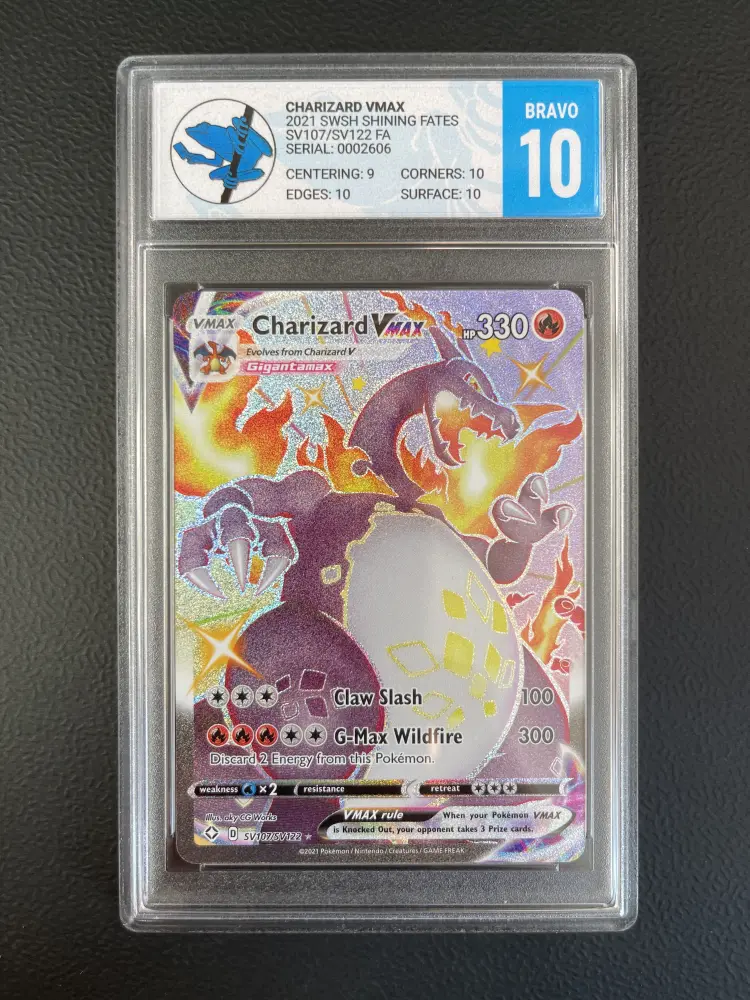 CHARIZARD VMAX
2021 SWSH SHINING FATES
SV107/SV122 FA
SERIAL: 0002606
CENTERING: 9 CORNERS: 10
EDGES: 10 SURFACE: 10
BRAVO
10
VMAX Charizard VMAX HP 330
Evolves from Charizard V
Gigantamax
Claw Slash 100
G-Max Wildfire 300
Discard 2 Energy from this Pokémon.
weakness ×2 resistance retreat
Illus. aky CG Works
VMAX rule When your Pokémon VMAX
is Knocked Out, your opponent takes 3 Prize cards.
D SV107/SV122
©2021 Pokémon / Nintendo / Creatures / GAME FREAK